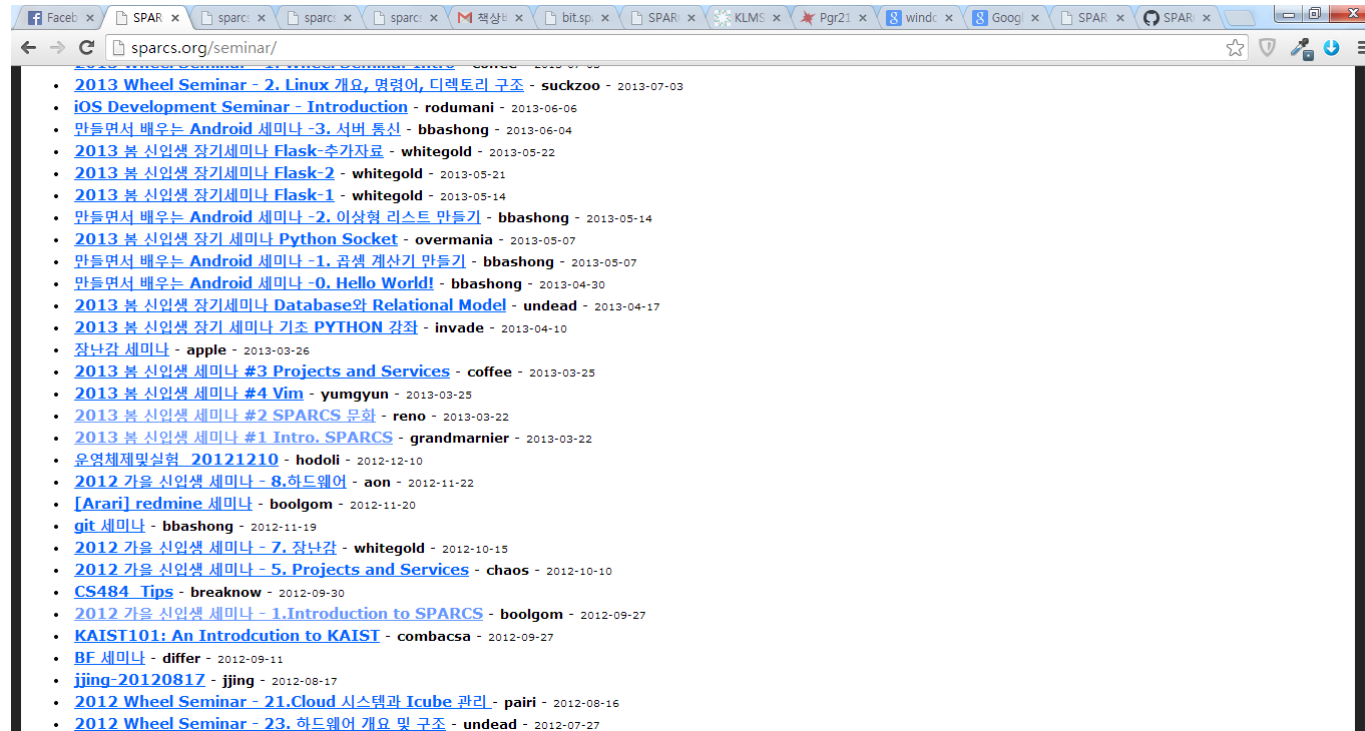 Faceb
SPAR
sparcs
sparcs
sparcs
책상
bit.sp
SPAR
KLMS
Pgr21
windo
Googl
SPAR
SPAR
sparcs.org/seminar/
2013 Wheel Seminar - 1. Wheel Seminar Intro - coffee - 2013-07-03
2013 Wheel Seminar - 2. Linux 개요, 명령어, 디렉토리 구조 - suckzoo - 2013-07-03
iOS Development Seminar - Introduction - rodumani - 2013-06-06
만들면서 배우는 Android 세미나 -3. 서버 통신 - bbashong - 2013-06-04
2013 봄 신입생 장기세미나 Flask-추가자료 - whitegold - 2013-05-22
2013 봄 신입생 장기세미나 Flask-2 - whitegold - 2013-05-21
2013 봄 신입생 장기세미나 Flask-1 - whitegold - 2013-05-14
만들면서 배우는 Android 세미나 -2. 이상형 리스트 만들기 - bbashong - 2013-05-14
2013 봄 신입생 장기 세미나 Python Socket - overmania - 2013-05-07
만들면서 배우는 Android 세미나 -1. 곱셈 계산기 만들기 - bbashong - 2013-05-07
만들면서 배우는 Android 세미나 -0. Hello World! - bbashong - 2013-04-30
2013 봄 신입생 장기세미나 Database와 Relational Model - undead - 2013-04-17
2013 봄 신입생 장기 세미나 기초 PYTHON 강좌 - invade - 2013-04-10
장난감 세미나 - apple - 2013-03-26
2013 봄 신입생 세미나 #3 Projects and Services - coffee - 2013-03-25
2013 봄 신입생 세미나 #4 Vim - yumgyun - 2013-03-25
2013 봄 신입생 세미나 #2 SPARCS 문화 - reno - 2013-03-22
2013 봄 신입생 세미나 #1 Intro. SPARCS - grandmarnier - 2013-03-22
운영체제및실험_20121210 - hodoli - 2012-12-10
2012 가을 신입생 세미나 - 8.하드웨어 - aon - 2012-11-22
[Arari] redmine 세미나 - boolgom - 2012-11-20
git 세미나 - bbashong - 2012-11-19
2012 가을 신입생 세미나 - 7. 장난감 - whitegold - 2012-10-15
2012 가을 신입생 세미나 - 5. Projects and Services - chaos - 2012-10-10
CS484_Tips - breaknow - 2012-09-30
2012 가을 신입생 세미나 - 1.Introduction to SPARCS - boolgom - 2012-09-27
KAIST101: An Introdcution to KAIST - combacsa - 2012-09-27
BF 세미나 - differ - 2012-09-11
jjing-20120817 - jjing - 2012-08-17
2012 Wheel Seminar - 21.Cloud 시스템과 Icube 관리 - pairi - 2012-08-16
2012 Wheel Seminar - 23. 하드웨어 개요 및 구조 - undead - 2012-07-27